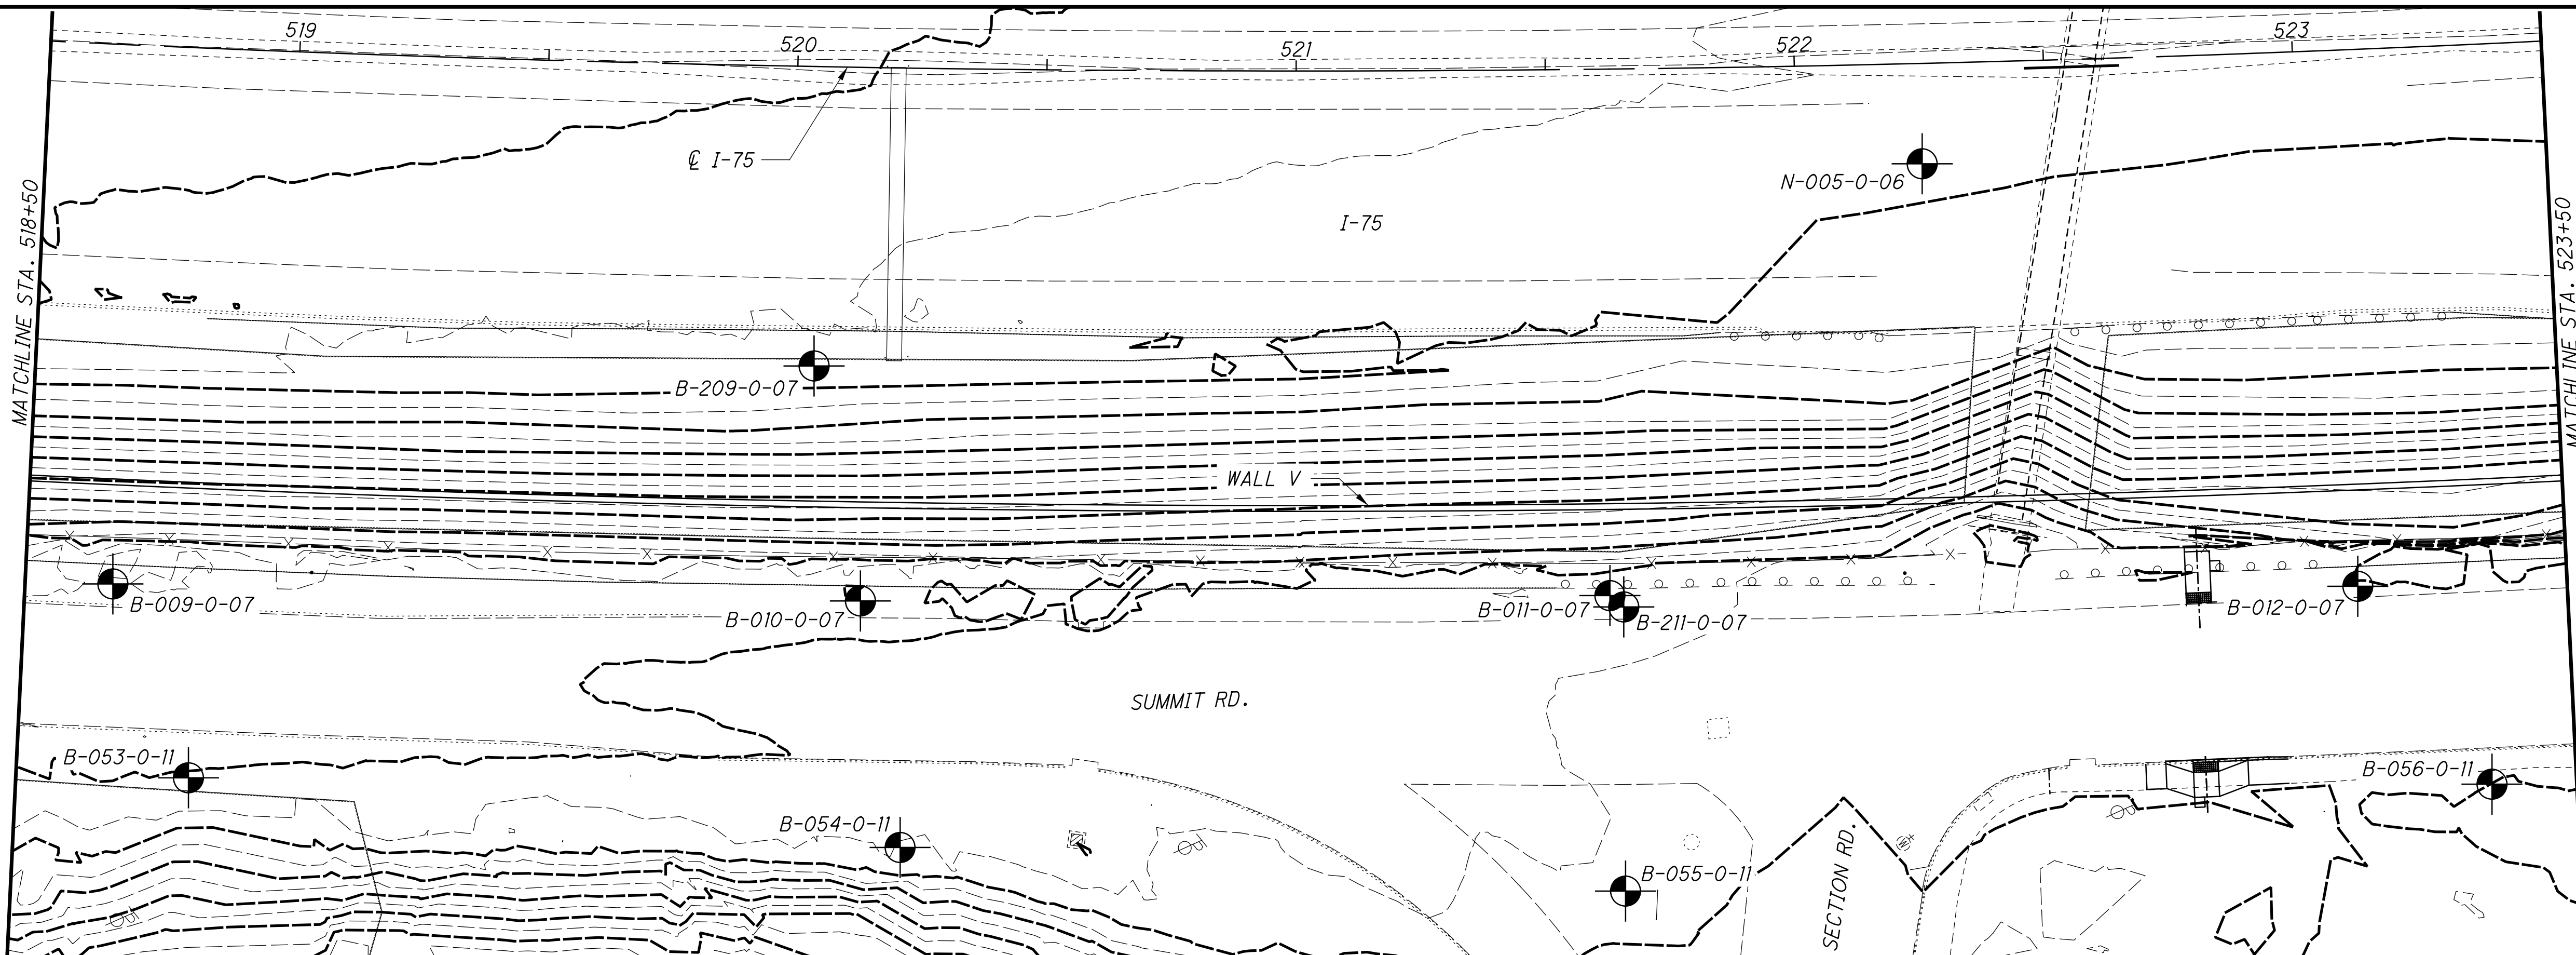 519
520
521
522
523
℄ I-75
N-005-0-06
I-75
MATCHLINE STA. 518+50
MATCHLINE STA. 523+50
B-209-0-07
WALL V
B-009-0-07
B-010-0-07
B-011-0-07
B-211-0-07
B-012-0-07
SUMMIT RD.
B-053-0-11
B-054-0-11
B-055-0-11
B-056-0-11
SECTION RD.